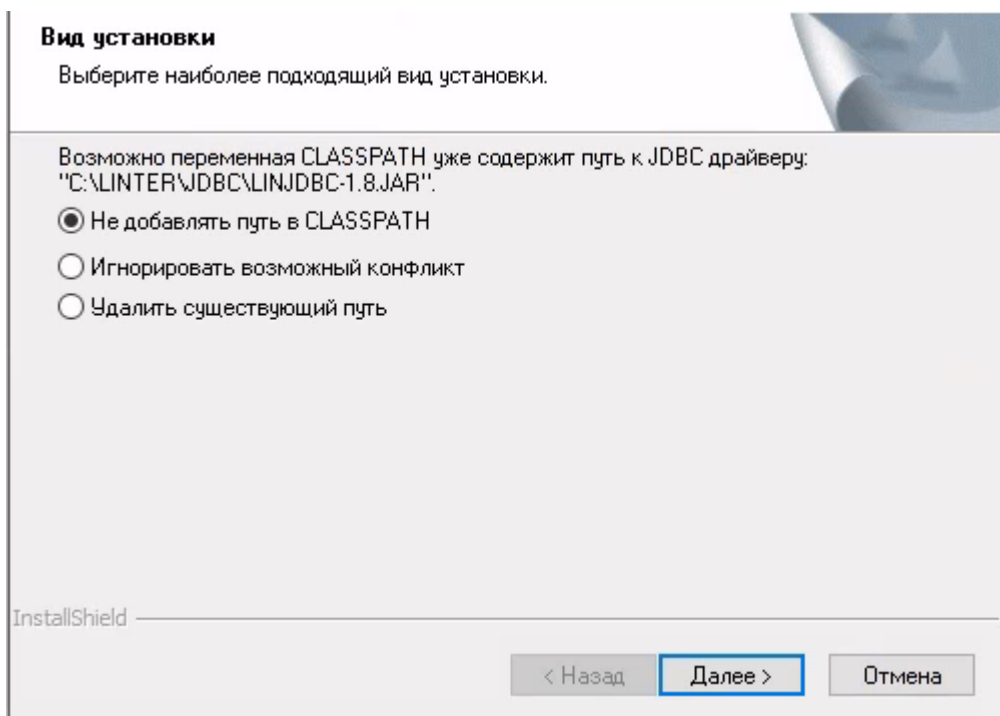 Вид установки
Выберите наиболее подходящий вид установки.
Возможно переменная CLASSPATH уже содержит путь к JDBC драйверу:
"C:\LINTER\JDBC\LINJDBC-1.8.JAR".
Не добавлять путь в CLASSPATH
Игнорировать возможный конфликт
Удалить существующий путь
InstallShield
< Назад
Далее >
Отмена